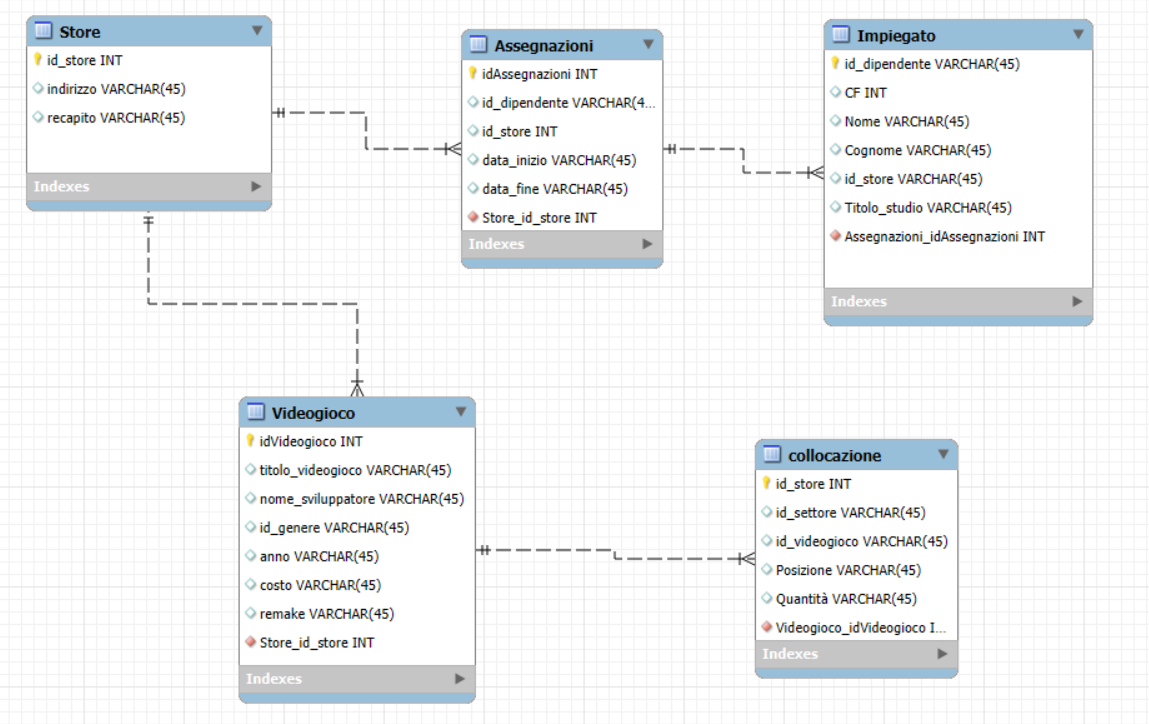 Store
id_store INT
indirizzo VARCHAR(45)
recapito VARCHAR(45)
Indexes
Assegnazioni
idAssegnazioni INT
id_dipendente VARCHAR(4...
id_store INT
data_inizio VARCHAR(45)
data_fine VARCHAR(45)
Store_id_store INT
Indexes
Impiegato
id_dipendente VARCHAR(45)
CF INT
Nome VARCHAR(45)
Cognome VARCHAR(45)
id_store VARCHAR(45)
Titolo_studio VARCHAR(45)
Assegnazioni_idAssegnazioni INT
Indexes
Videogioco
idVideogioco INT
titolo_videogioco VARCHAR(45)
nome_sviluppatore VARCHAR(45)
id_genere VARCHAR(45)
anno VARCHAR(45)
costo VARCHAR(45)
remake VARCHAR(45)
Store_id_store INT
Indexes
collocazione
id_store INT
id_settore VARCHAR(45)
id_videogioco VARCHAR(45)
Posizione VARCHAR(45)
Quantità VARCHAR(45)
Videogioco_idVideogioco I...
Indexes